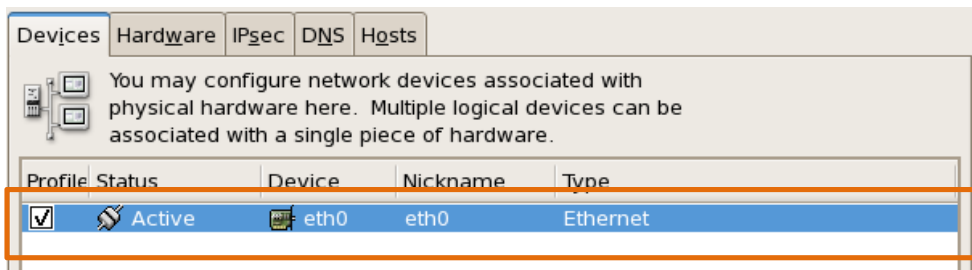 Devices Hardware IPsec DNS Hosts
You may configure network devices associated with
physical hardware here. Multiple logical devices can be
associated with a single piece of hardware.
Profile Status Device Nickname Type
Active eth0 eth0 Ethernet